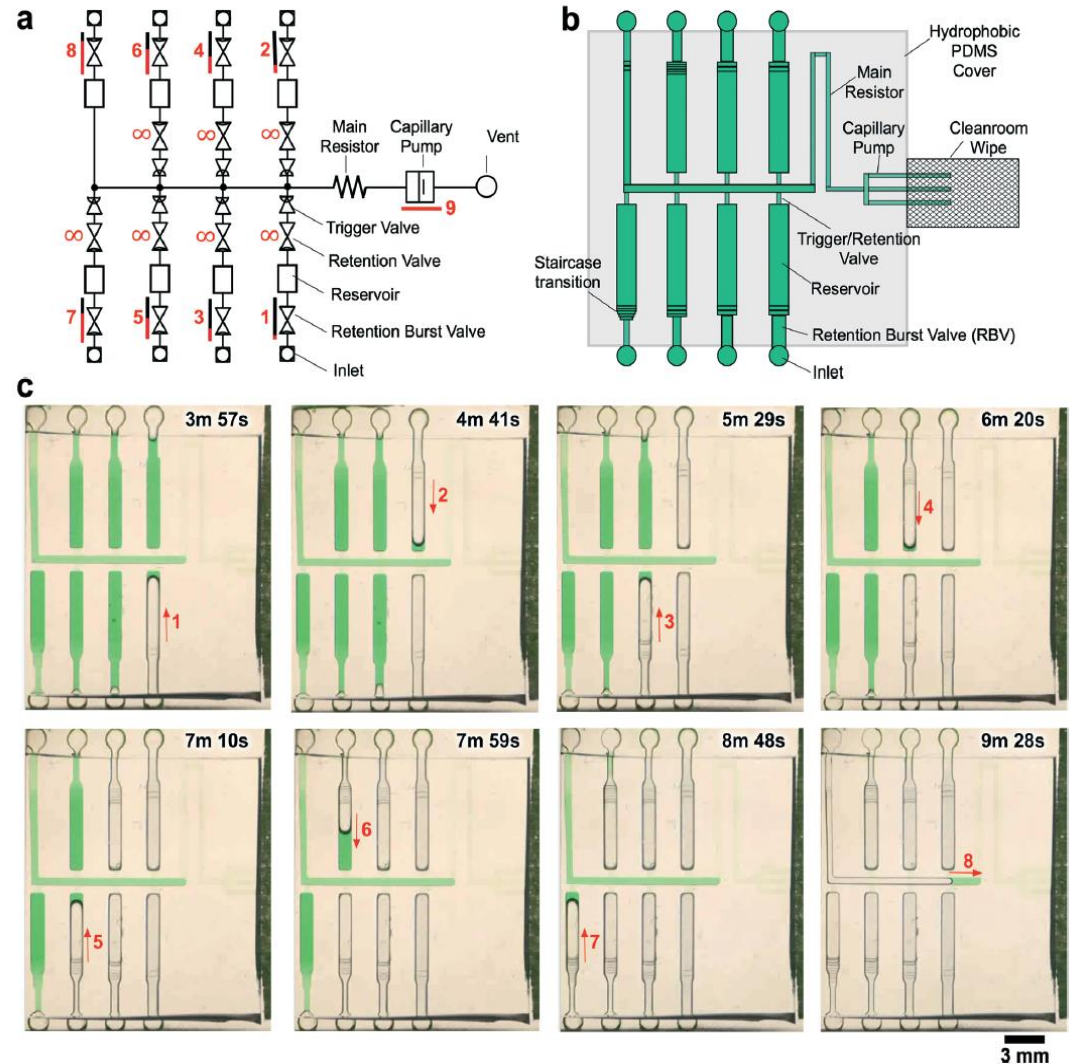 a
8
6
4
2
∞
∞
∞
Main
Resistor
Capillary
Pump
Vent
9
Trigger Valve
∞
∞
∞
∞
Retention Valve
Reservoir
7
5
3
1
Retention Burst Valve
Inlet
b
Hydrophobic
PDMS
Cover
Main
Resistor
Capillary
Pump
Cleanroom
Wipe
Trigger/Retention
Valve
Staircase
transition
Reservoir
Retention Burst Valve (RBV)
Inlet
c
3m 57s
1
4m 41s
2
5m 29s
3
6m 20s
4
7m 10s
5
7m 59s
6
8m 48s
7
9m 28s
8
3 mm